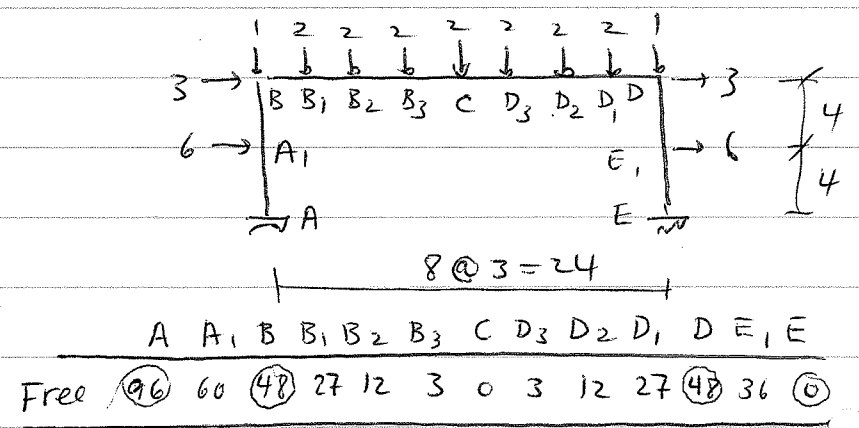 1 2 2 2 2 2 2 2 1
3 → B B₁ B₂ B₃ C D₃ D₂ D₁ D → 3
4
6 → A₁ E₁ → 6
4
A E
8 @ 3 = 24
A A₁ B B₁ B₂ B₃ C D₃ D₂ D₁ D E₁ E
Free 96 60 48 27 12 3 0 3 12 27 48 36 0